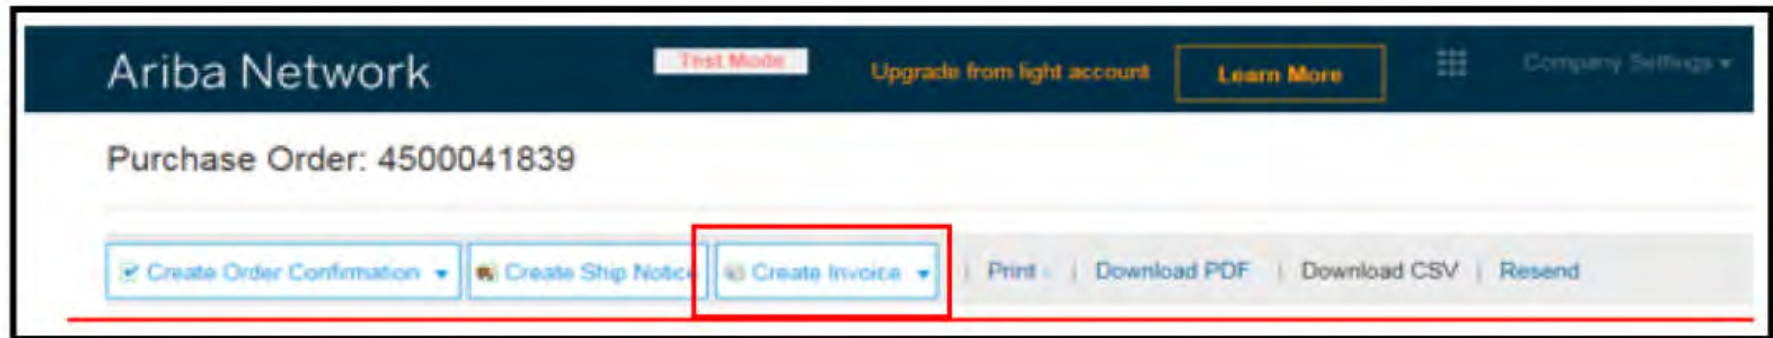 Ariba Network Test Mode Upgrade from light account Learn More Company Settings
Purchase Order: 4500041839
Create Order Confirmation Create Ship Notice Create Invoice | Print | Download PDF | Download CSV | Resend